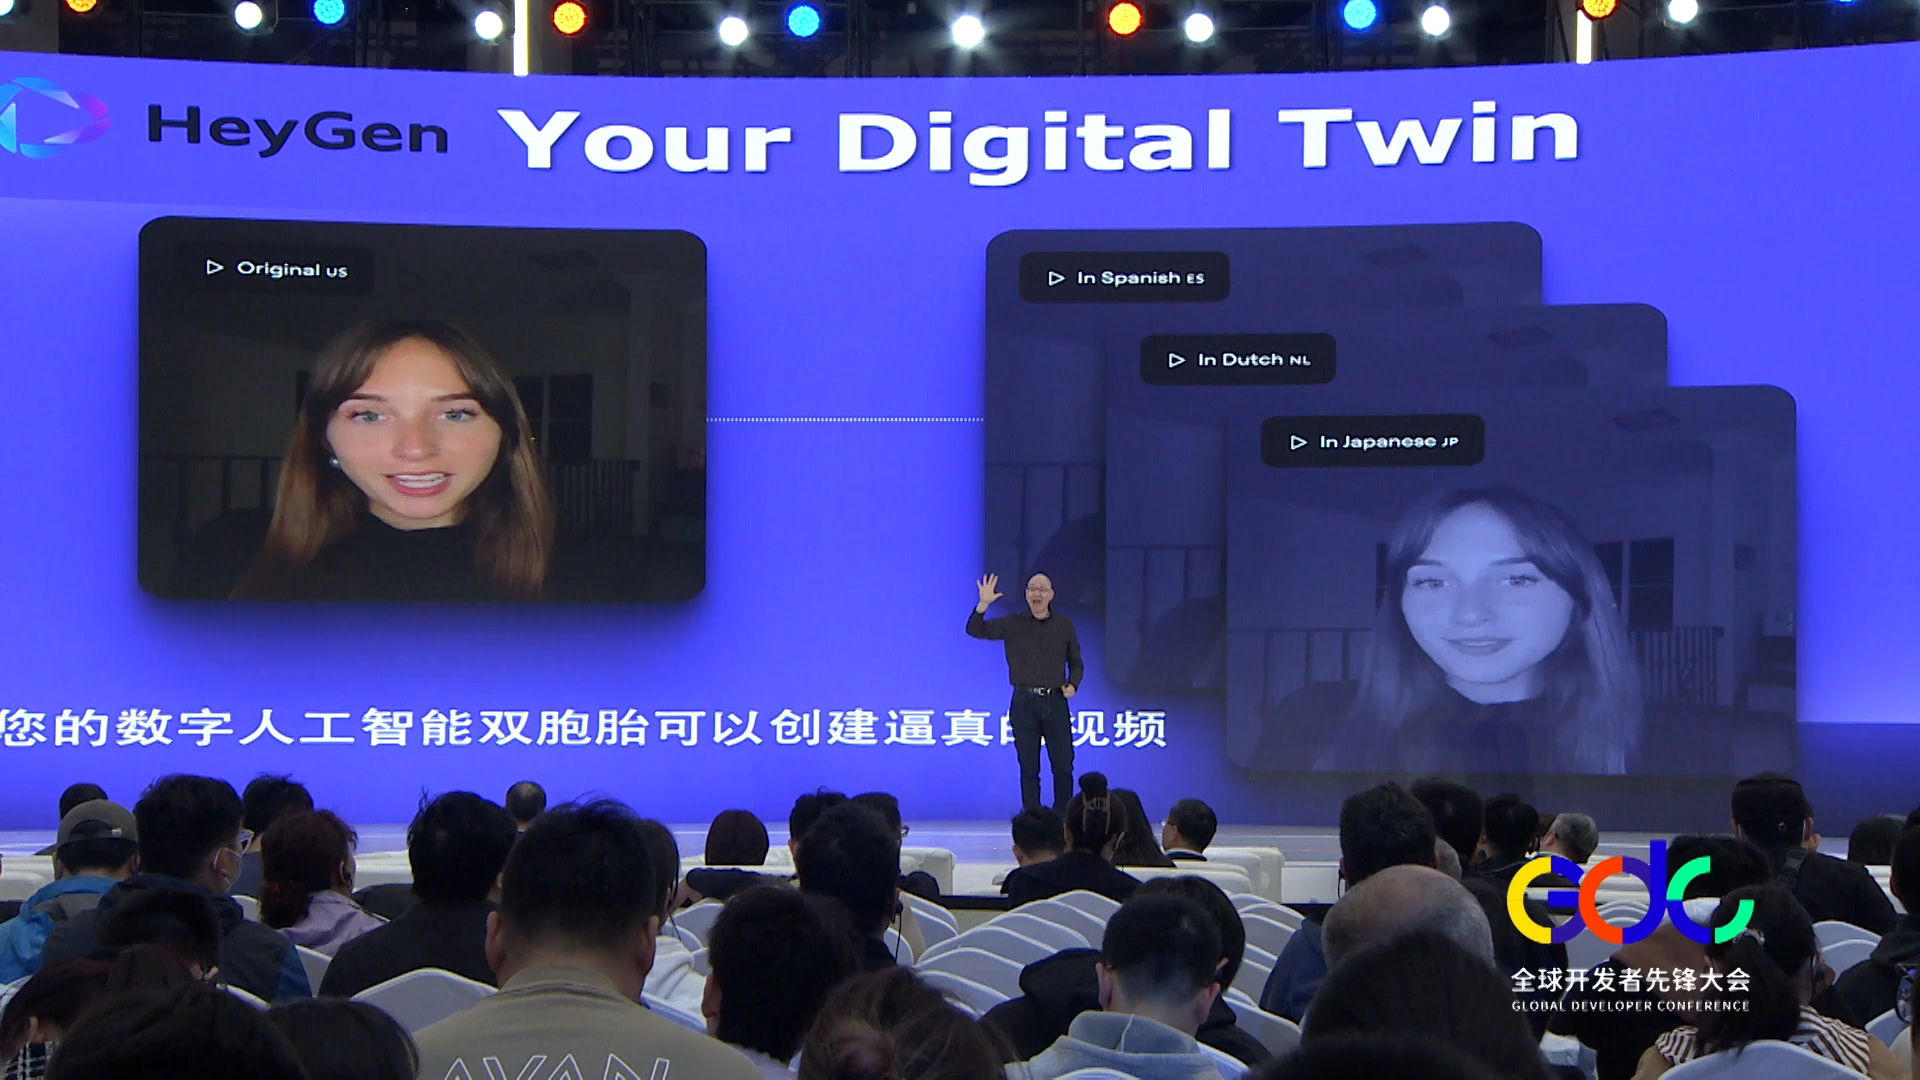 HeyGen
Your Digital Twin
Original US
In Spanish ES
In Dutch NL
In Japanese JP
您的数字人工智能双胞胎可以创建逼真的视频
全球开发者先锋大会
GLOBAL DEVELOPER CONFERENCE